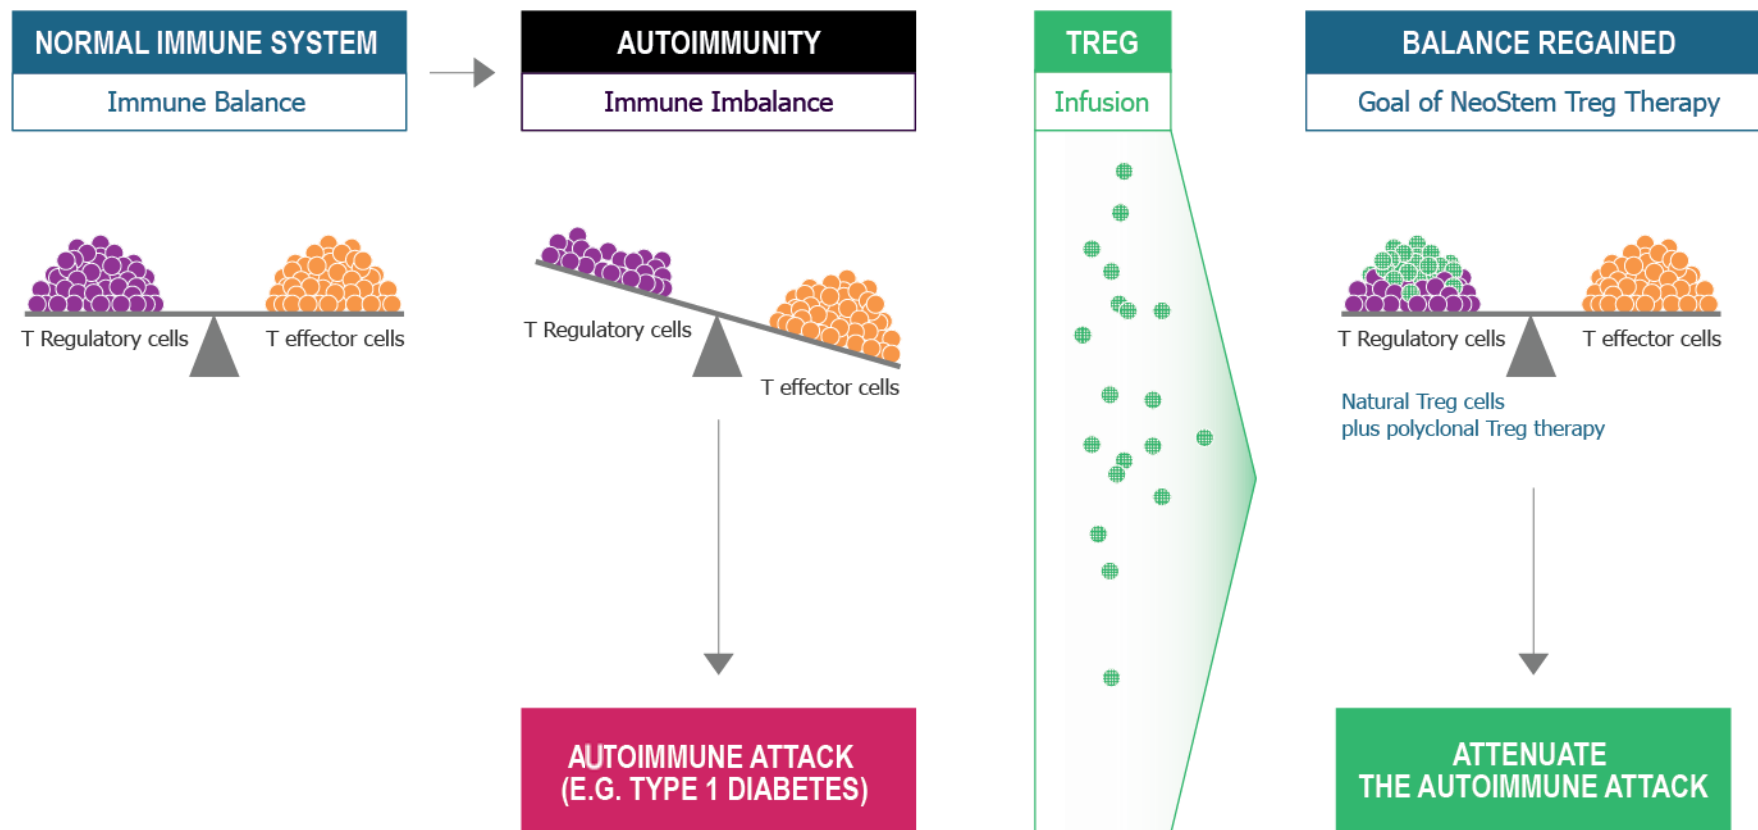 NORMAL IMMUNE SYSTEM
Immune Balance
T Regulatory cells
T effector cells
AUTOIMMUNITY
Immune Imbalance
T Regulatory cells
T effector cells
AUTOIMMUNE ATTACK
(E.G. TYPE 1 DIABETES)
TREG
Infusion
BALANCE REGAINED
Goal of NeoStem Treg Therapy
T Regulatory cells
T effector cells
Natural Treg cells
plus polyclonal Treg therapy
ATTENUATE
THE AUTOIMMUNE ATTACK